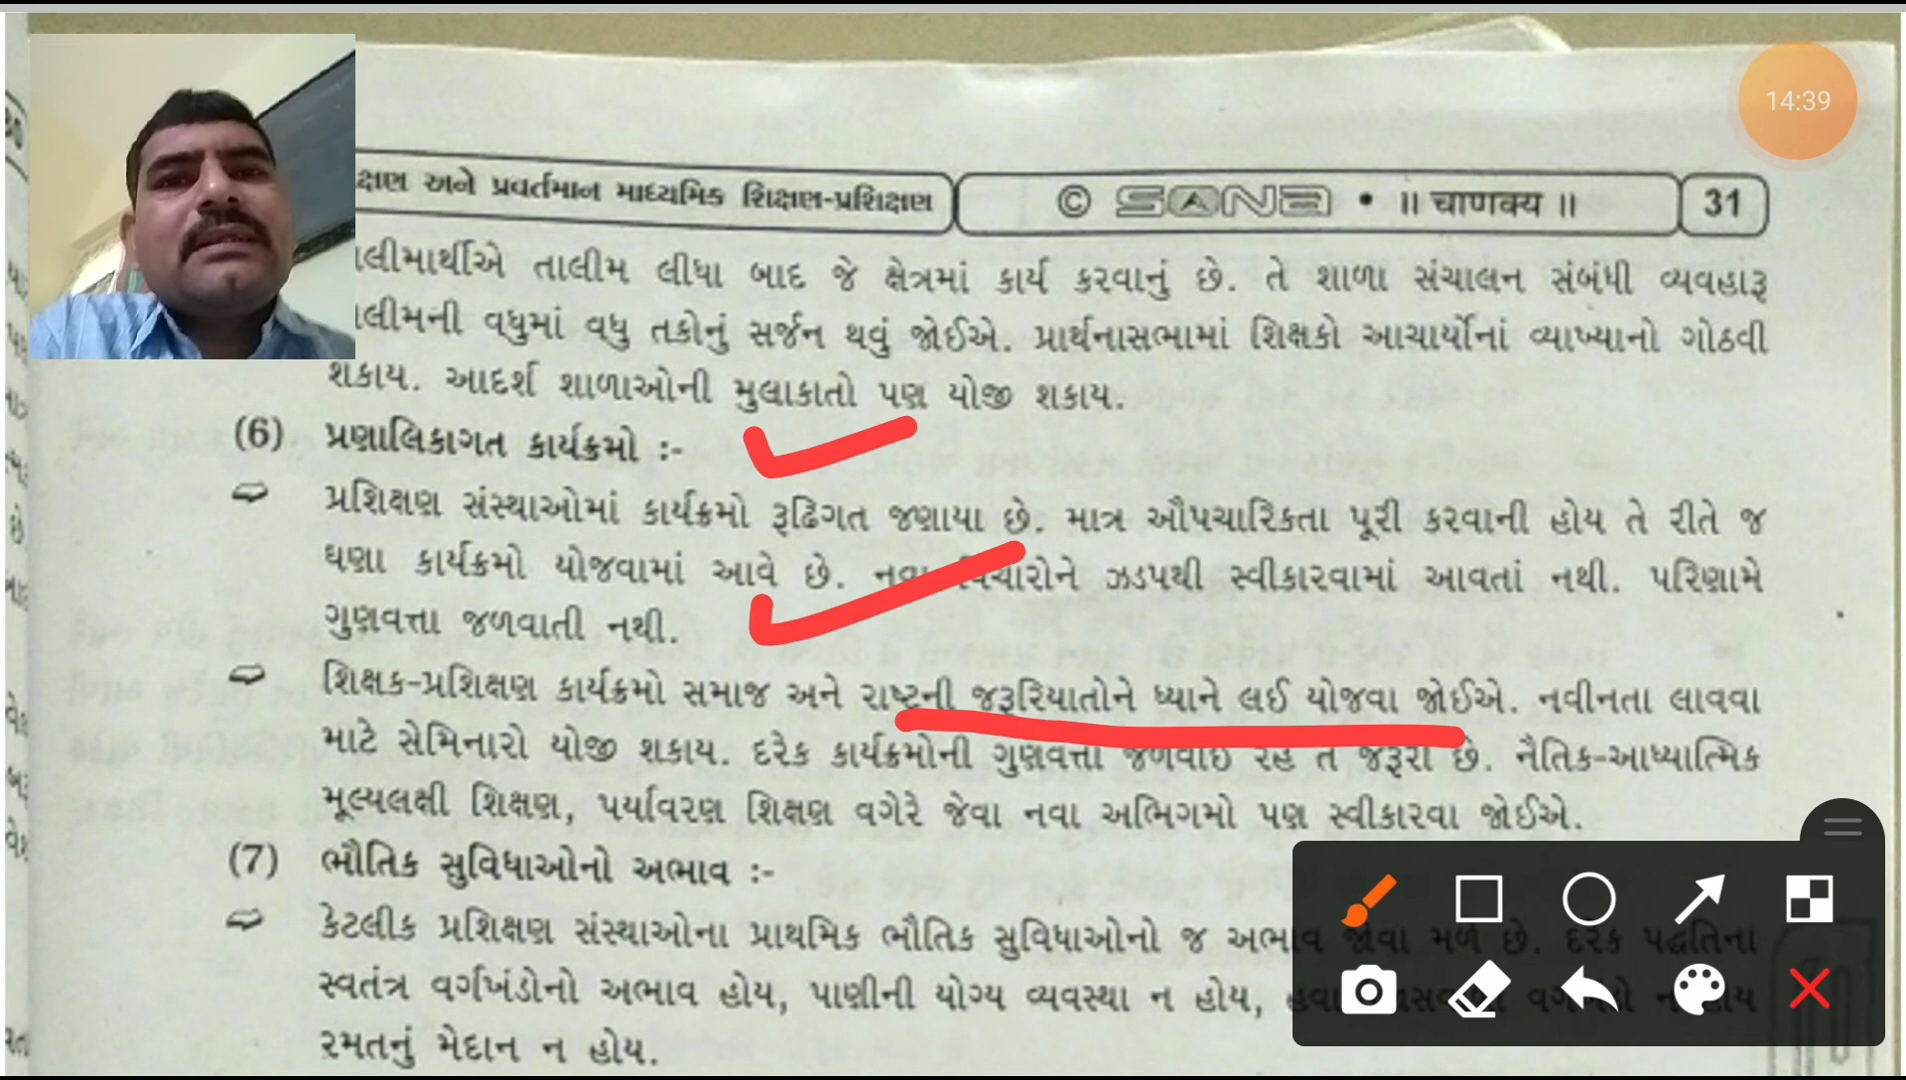 14:39
ક્ષણ અને પ્રવર્તમાન માધ્યમિક શિક્ષણ-પ્રશિક્ષણ
© SANA • ॥ चाणक्य ॥ 31
લીમાર્થીએ તાલીમ લીધા બાદ જે ક્ષેત્રમાં કાર્ય કરવાનું છે. તે શાળા સંચાલન સંબંધી વ્યવહારૂ
લીમની વધુમાં વધુ તકોનું સર્જન થવું જોઈએ. પ્રાર્થનાસભામાં શિક્ષકો આચાર્યોનાં વ્યાખ્યાનો ગોઠવી
શકાય. આદર્શ શાળાઓની મુલાકાતો પણ યોજી શકાય.
(6) પ્રણાલિકાગત કાર્યક્રમો :-
પ્રશિક્ષણ સંસ્થાઓમાં કાર્યક્રમો રૂઢિગત જણાયા છે. માત્ર ઔપચારિકતા પૂરી કરવાની હોય તે રીતે જ
ઘણા કાર્યક્રમો યોજવામાં આવે છે. નવા વિચારોને ઝડપથી સ્વીકારવામાં આવતાં નથી. પરિણામે
ગુણવત્તા જળવાતી નથી.
શિક્ષક-પ્રશિક્ષણ કાર્યક્રમો સમાજ અને રાષ્ટ્રની જરૂરિયાતોને ધ્યાને લઈ યોજવા જોઈએ. નવીનતા લાવવા
માટે સેમિનારો યોજી શકાય. દરેક કાર્યક્રમોની ગુણવત્તા જળવાઈ રહે તે જરૂરી છે. નૈતિક-આધ્યાત્મિક
મૂલ્યલક્ષી શિક્ષણ, પર્યાવરણ શિક્ષણ વગેરે જેવા નવા અભિગમો પણ સ્વીકારવા જોઈએ.
(7) ભૌતિક સુવિધાઓનો અભાવ :-
કેટલીક પ્રશિક્ષણ સંસ્થાઓના પ્રાથમિક ભૌતિક સુવિધાઓનો જ અભાવ જોવા મળે છે. દરેક પદ્ધતિના
સ્વતંત્ર વર્ગખંડોનો અભાવ હોય, પાણીની યોગ્ય વ્યવસ્થા ન હોય,
રમતનું મેદાન ન હોય.